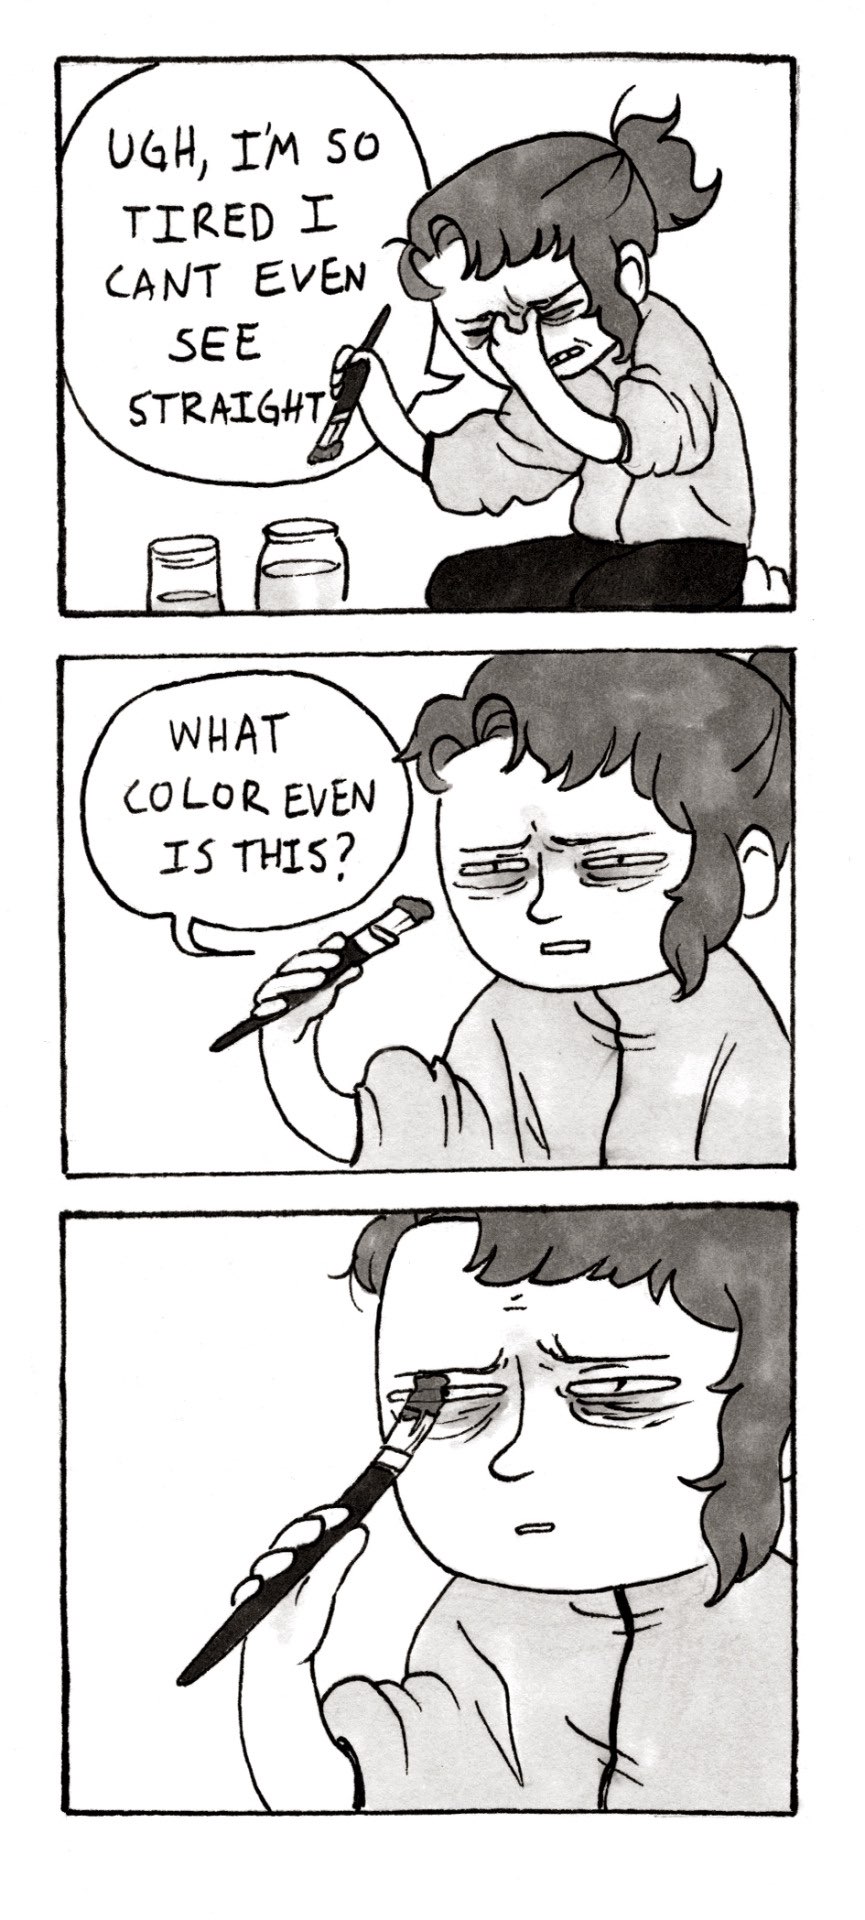 UGH, I'M SO
TIRED I
CANT EVEN
SEE
STRAIGHT
WHAT
COLOR EVEN
IS THIS?